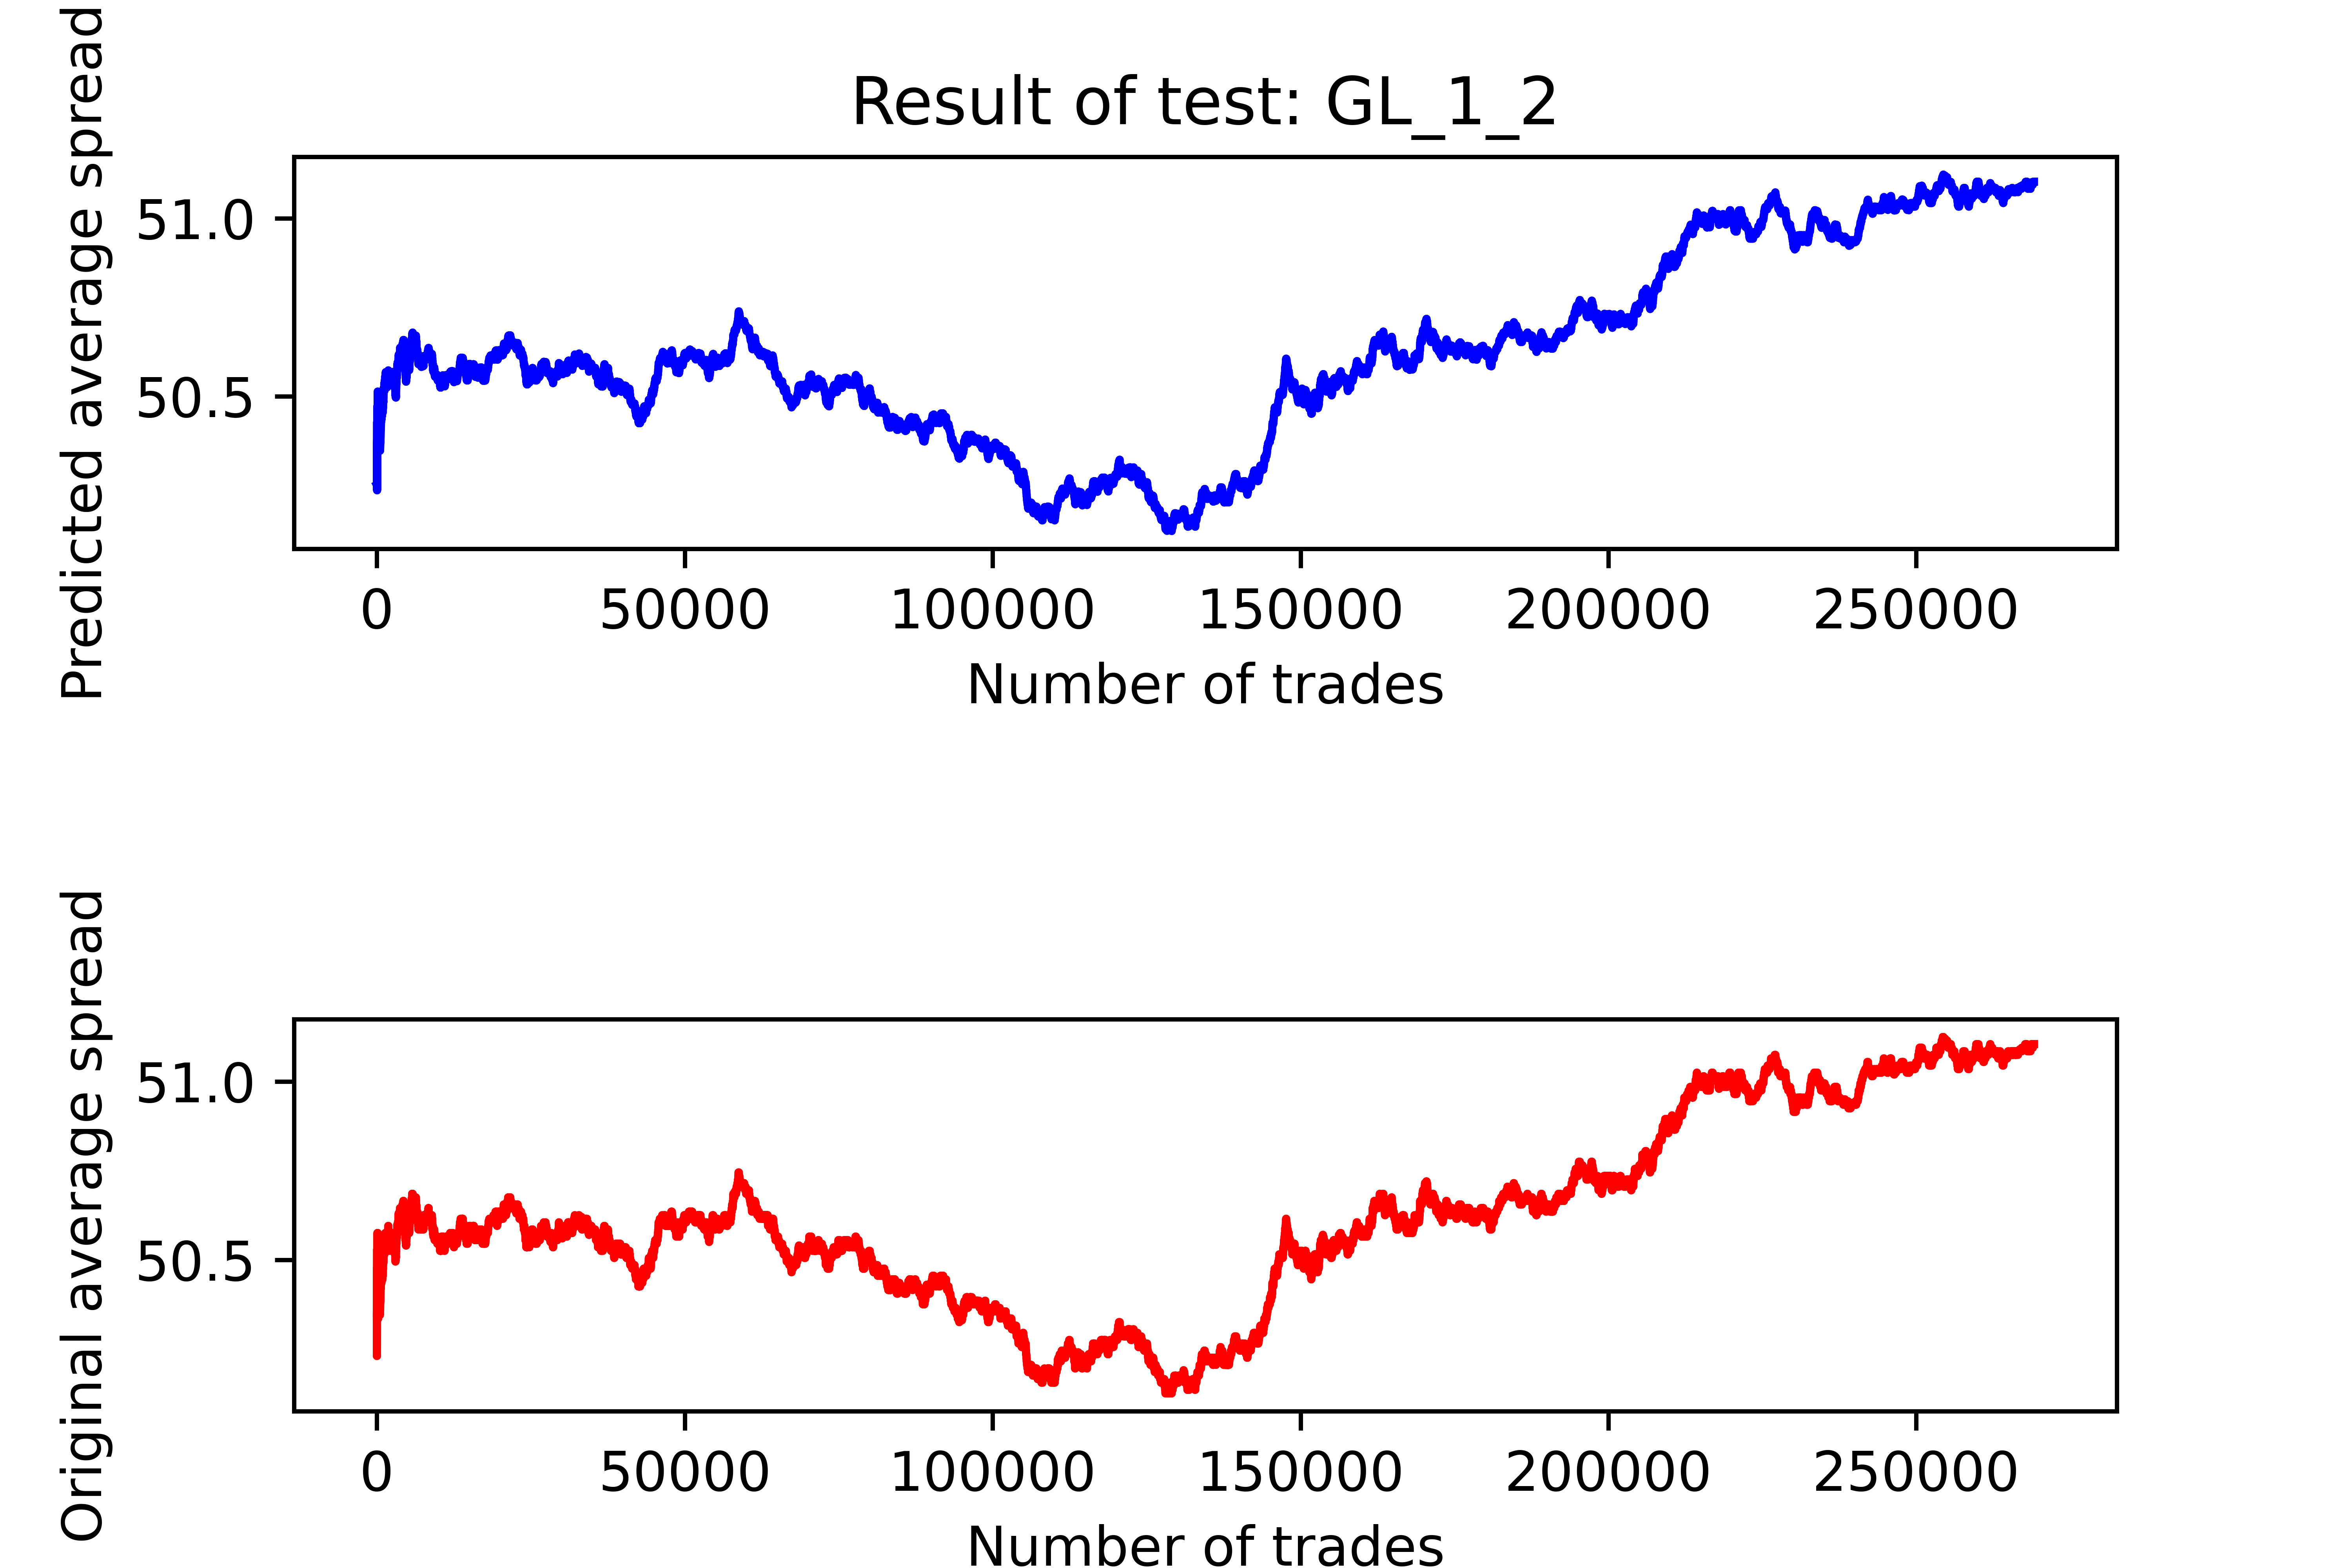 Result of test: GL_1_2
Predicted average spread
51.0
50.5
0 50000 100000 150000 200000 250000
Number of trades
Original average spread
51.0
50.5
0 50000 100000 150000 200000 250000
Number of trades